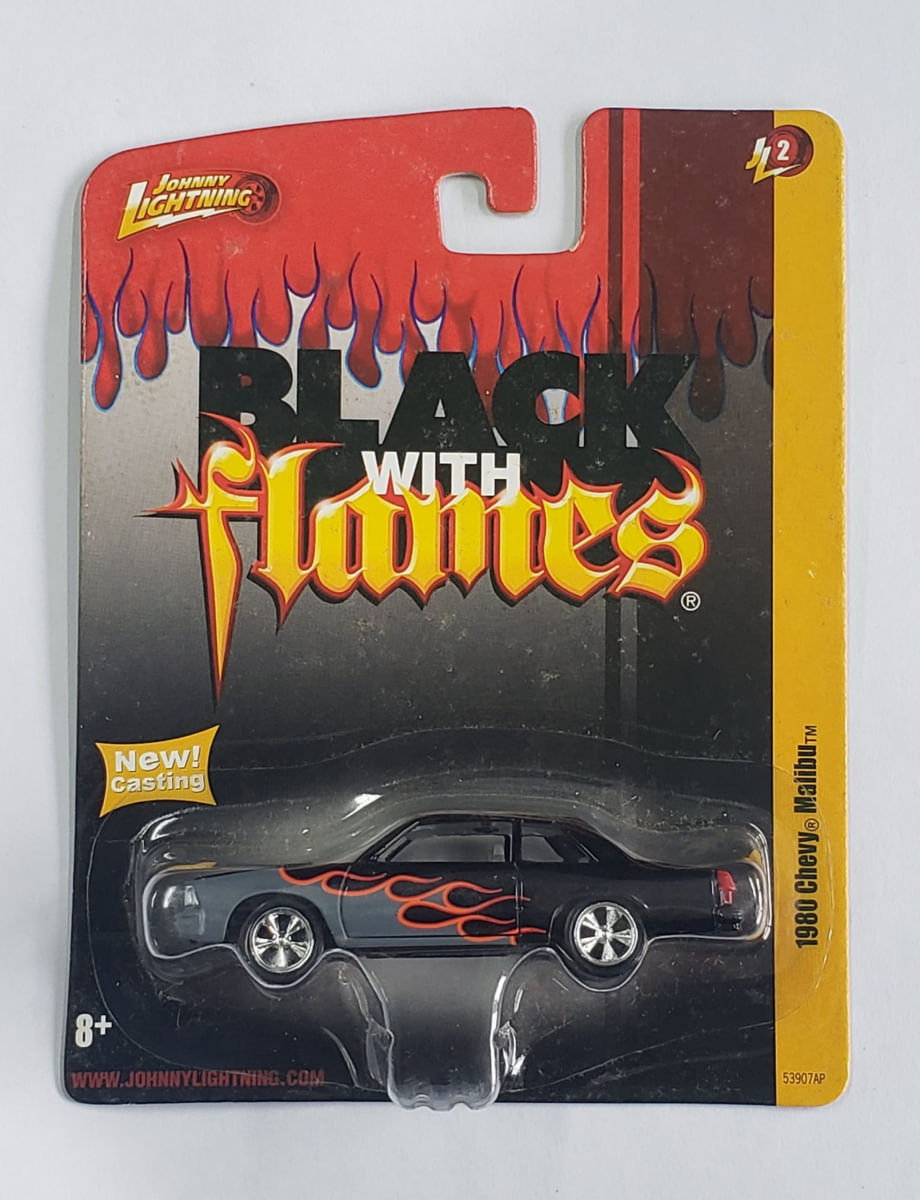 JOHNNY
LIGHTNING
JL 2
BLACK
WITH
flames®
New!
Casting
1980 Chevy® Malibu™
8+
WWW.JOHNNYLIGHTNING.COM
53907AP